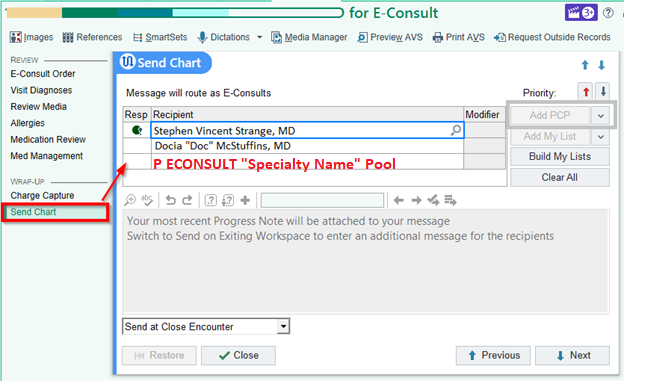 for E-Consult
3+
Images References SmartSets Dictations Media Manager Preview AVS Print AVS Request Outside Records
REVIEW
E-Consult Order
Visit Diagnoses
Review Media
Allergies
Medication Review
Med Management
WRAP-UP
Charge Capture
Send Chart
Send Chart
Message will route as E-Consults
Priority:
Resp Recipient Modifier
Stephen Vincent Strange, MD
Docia "Doc" McStuffins, MD
P ECONSULT "Specialty Name" Pool
Add PCP
Add My List
Build My Lists
Clear All
Your most recent Progress Note will be attached to your message
Switch to Send on Exiting Workspace to enter an additional message for the recipients
Send at Close Encounter
Restore Close Previous Next